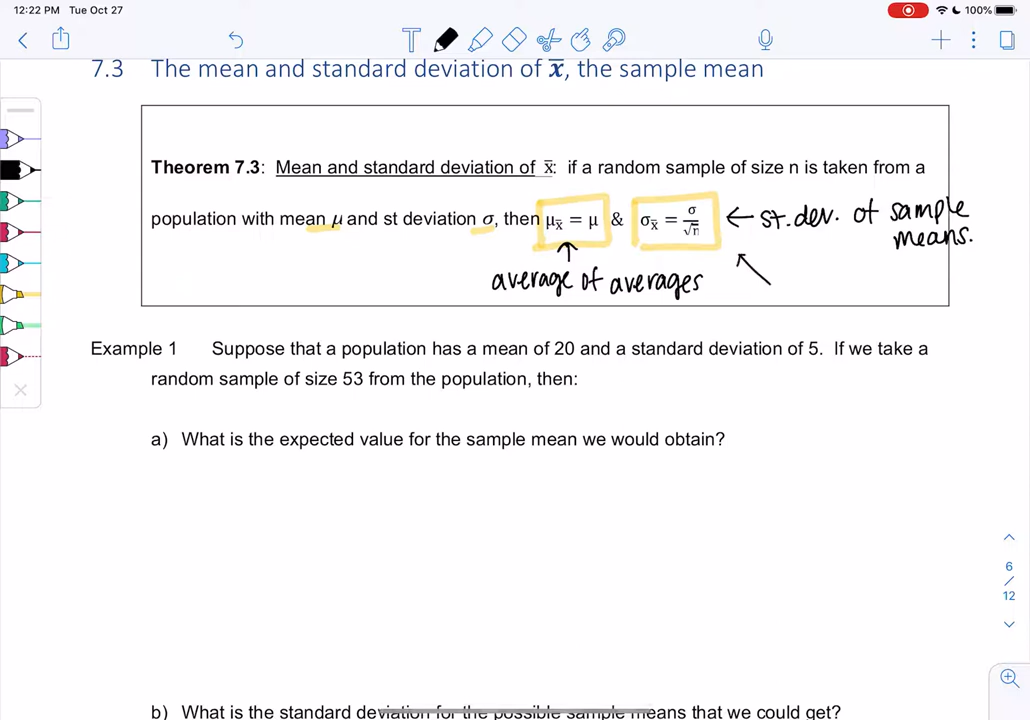 12:22 PM Tue Oct 27
100%
T
7.3 The mean and standard deviation of x̄, the sample mean
Theorem 7.3: Mean and standard deviation of x̄: if a random sample of size n is taken from a
population with mean μ and st deviation σ, then μx̄ = μ & σx̄ = σ/√n ← st.dev. of sample
means.
↑
average of averages
Example 1 Suppose that a population has a mean of 20 and a standard deviation of 5. If we take a
random sample of size 53 from the population, then:
a) What is the expected value for the sample mean we would obtain?
6
/
12
b) What is the standard deviation for the possible sample means that we could get?